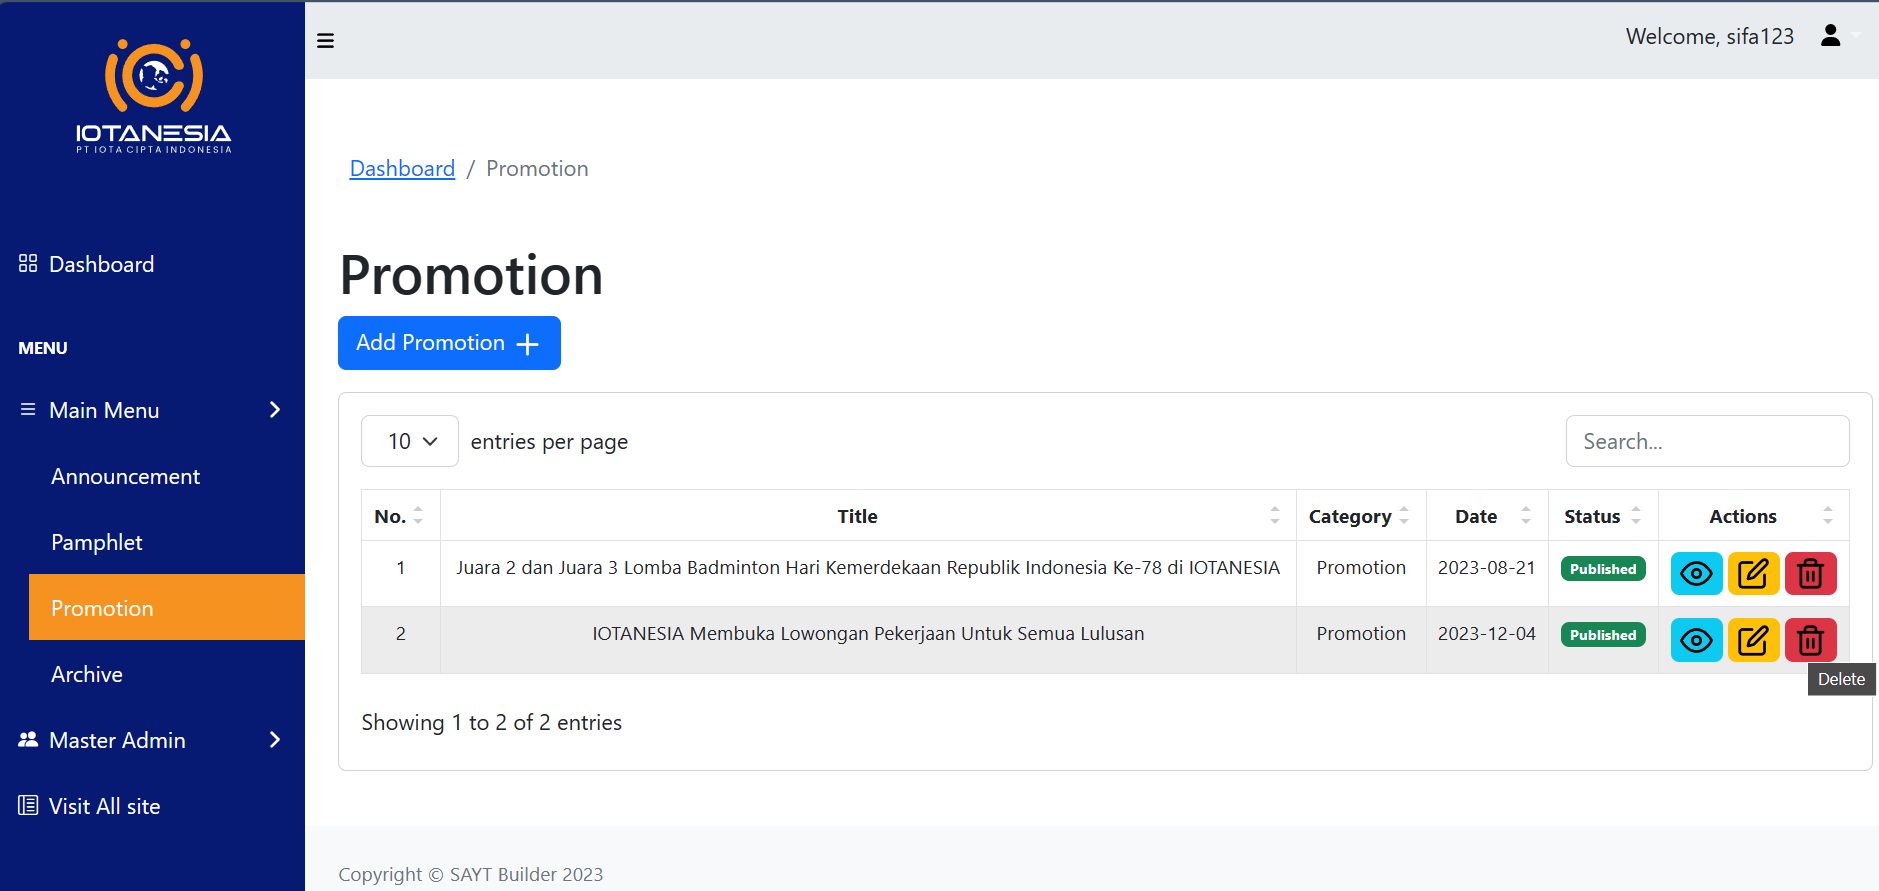 IOTANESIA
PT IOTA CIPTA INDONESIA
Welcome, sifa123
Dashboard / Promotion
Dashboard
MENU
Main Menu
Announcement
Pamphlet
Promotion
Archive
Master Admin
Visit All site
Promotion
Add Promotion
10 entries per page
Search...
No. Title Category Date Status Actions
1 Juara 2 dan Juara 3 Lomba Badminton Hari Kemerdekaan Republik Indonesia Ke-78 di IOTANESIA Promotion 2023-08-21 Published
2 IOTANESIA Membuka Lowongan Pekerjaan Untuk Semua Lulusan Promotion 2023-12-04 Published
Delete
Showing 1 to 2 of 2 entries
Copyright © SAYT Builder 2023